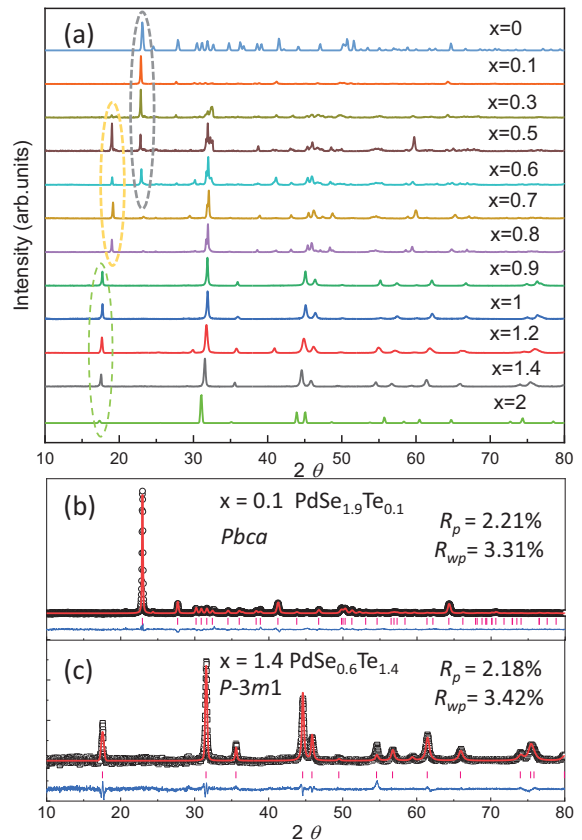 (a)
x=0
x=0.1
x=0.3
x=0.5
x=0.6
x=0.7
x=0.8
x=0.9
x=1
x=1.2
x=1.4
x=2
Intensity (arb.units)
10 20 30 40 50 60 70 80
2 θ
(b)
x = 0.1 PdSe1.9Te0.1
Pbca
Rp = 2.21%
Rwp = 3.31%
(c)
x = 1.4 PdSe0.6Te1.4
P-3m1
Rp = 2.18%
Rwp = 3.42%
10 20 30 40 50 60 70 80
2 θ